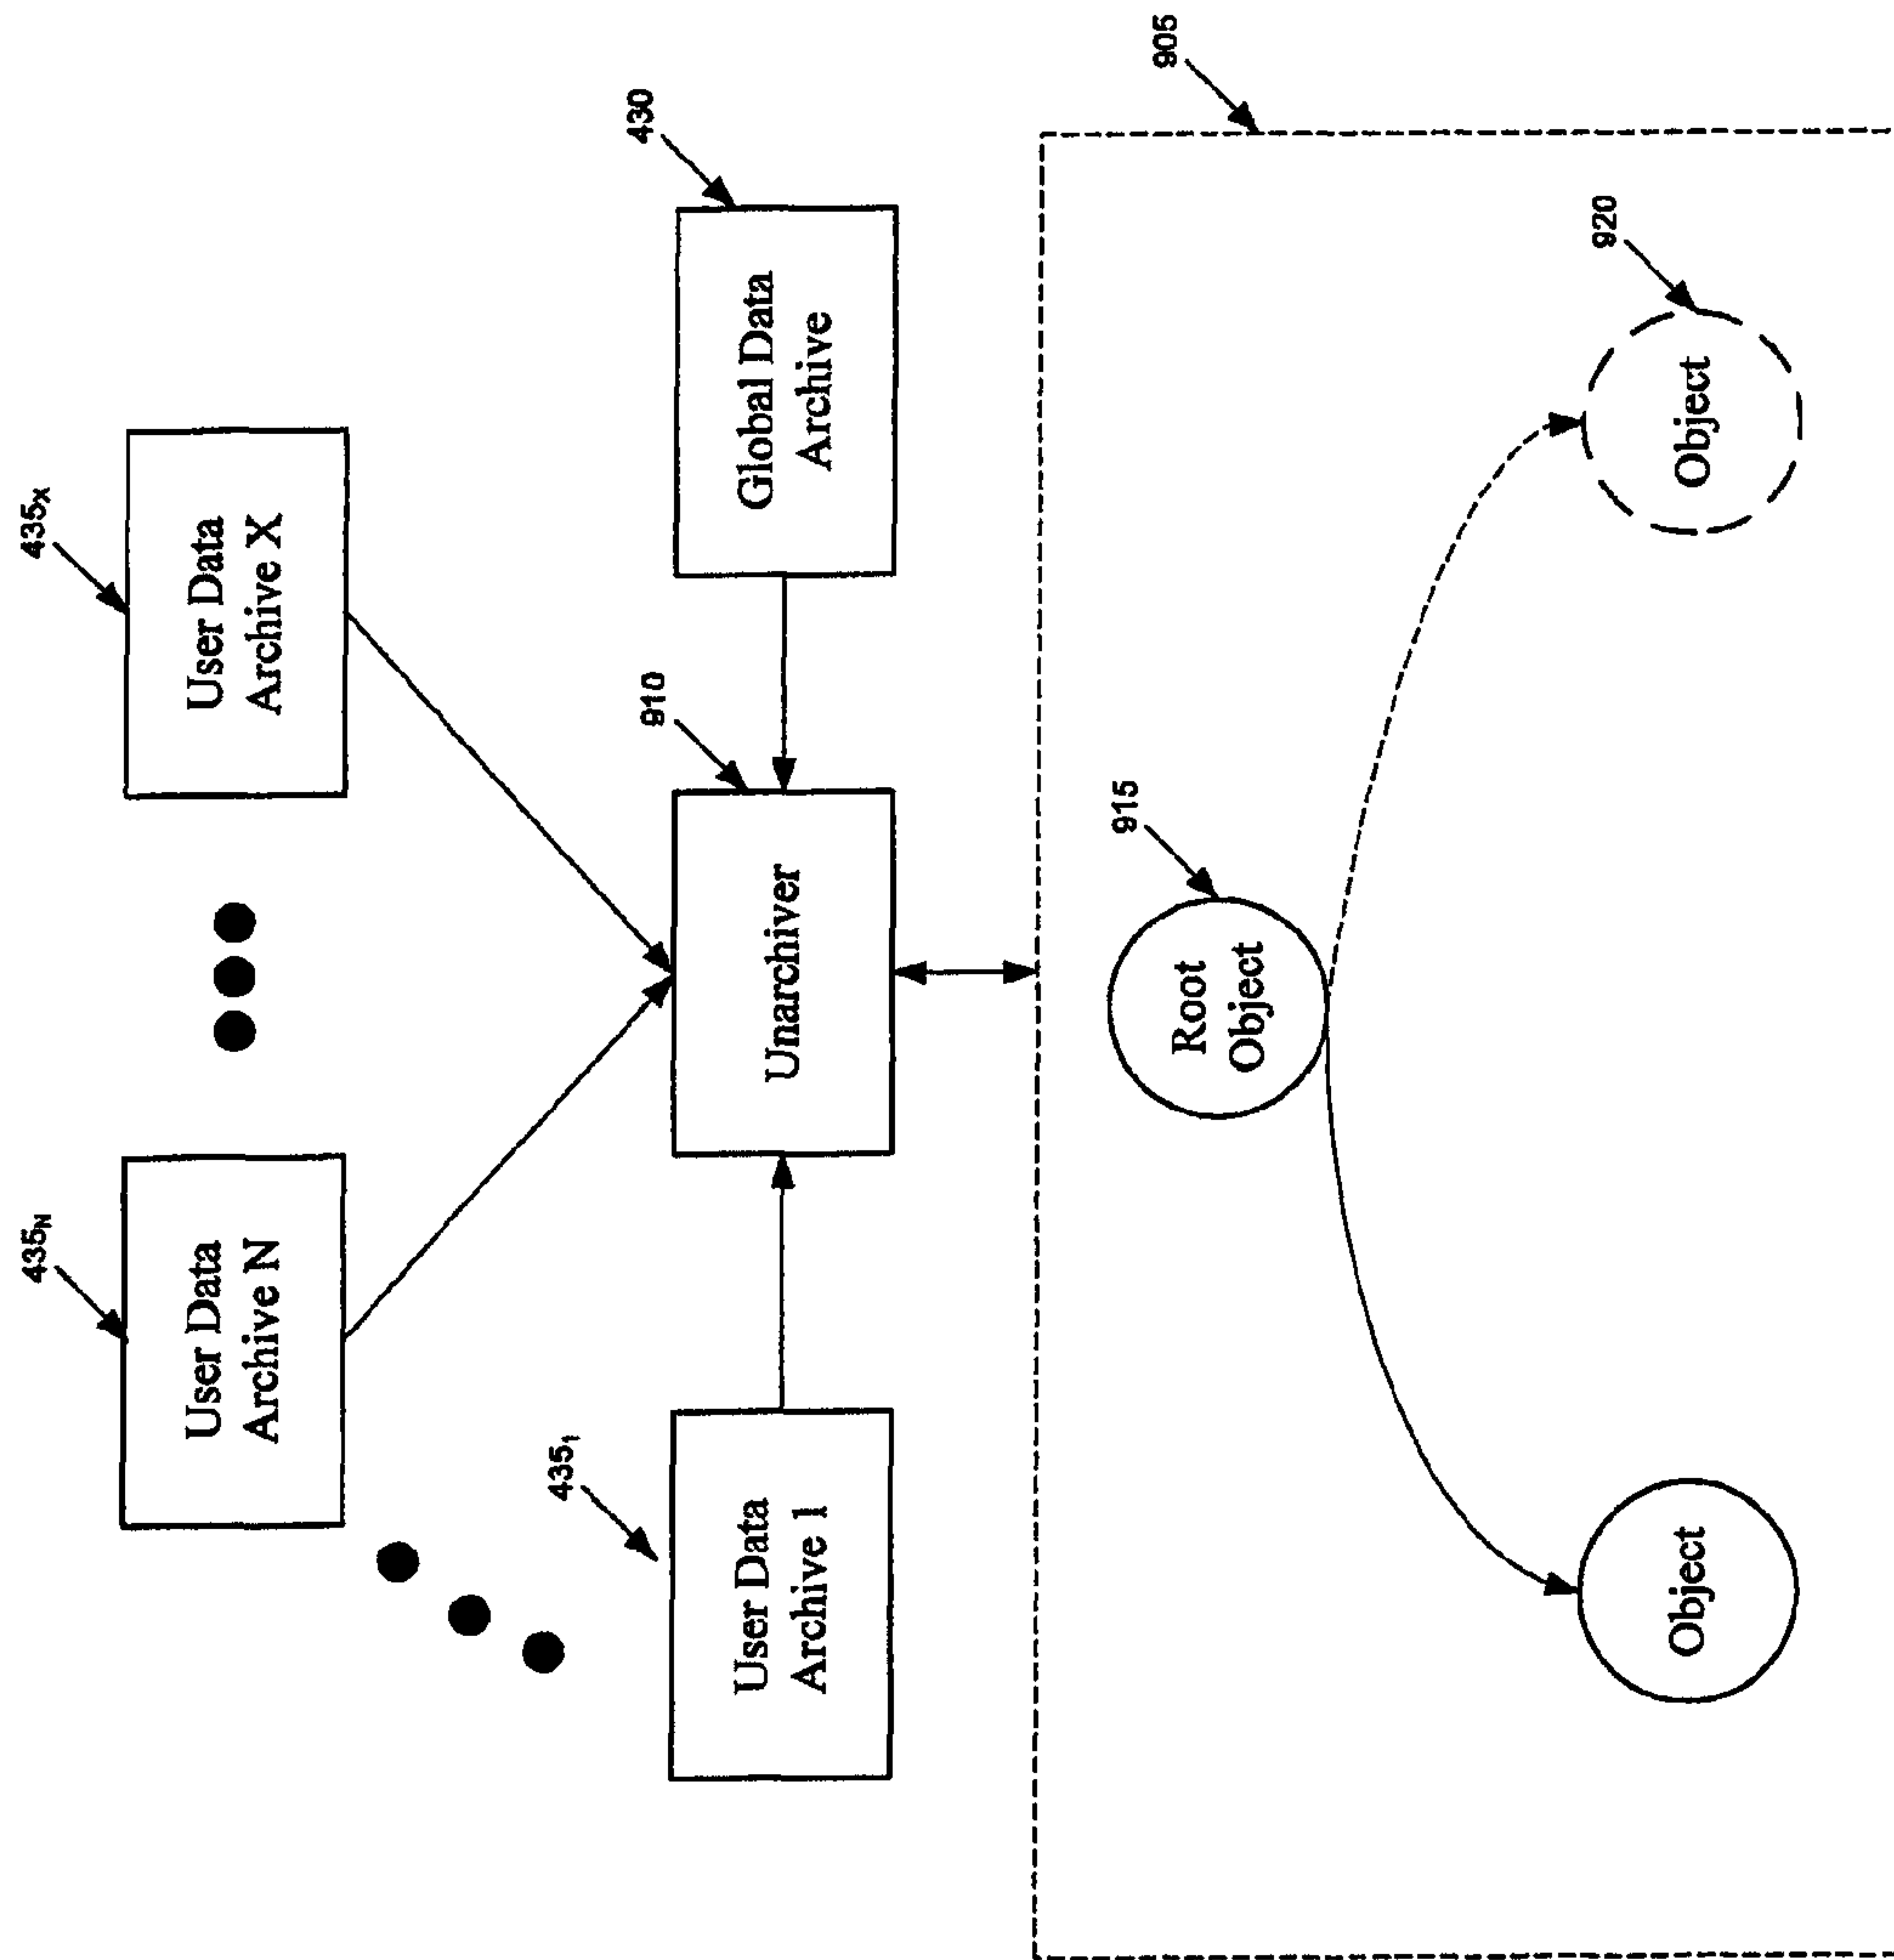 435N
435X
User Data
Archive N
User Data
Archive X
4351
910
430
User Data
Archive 1
Unarchiver
Global Data
Archive
915
905
Root
Object
920
Object
Object